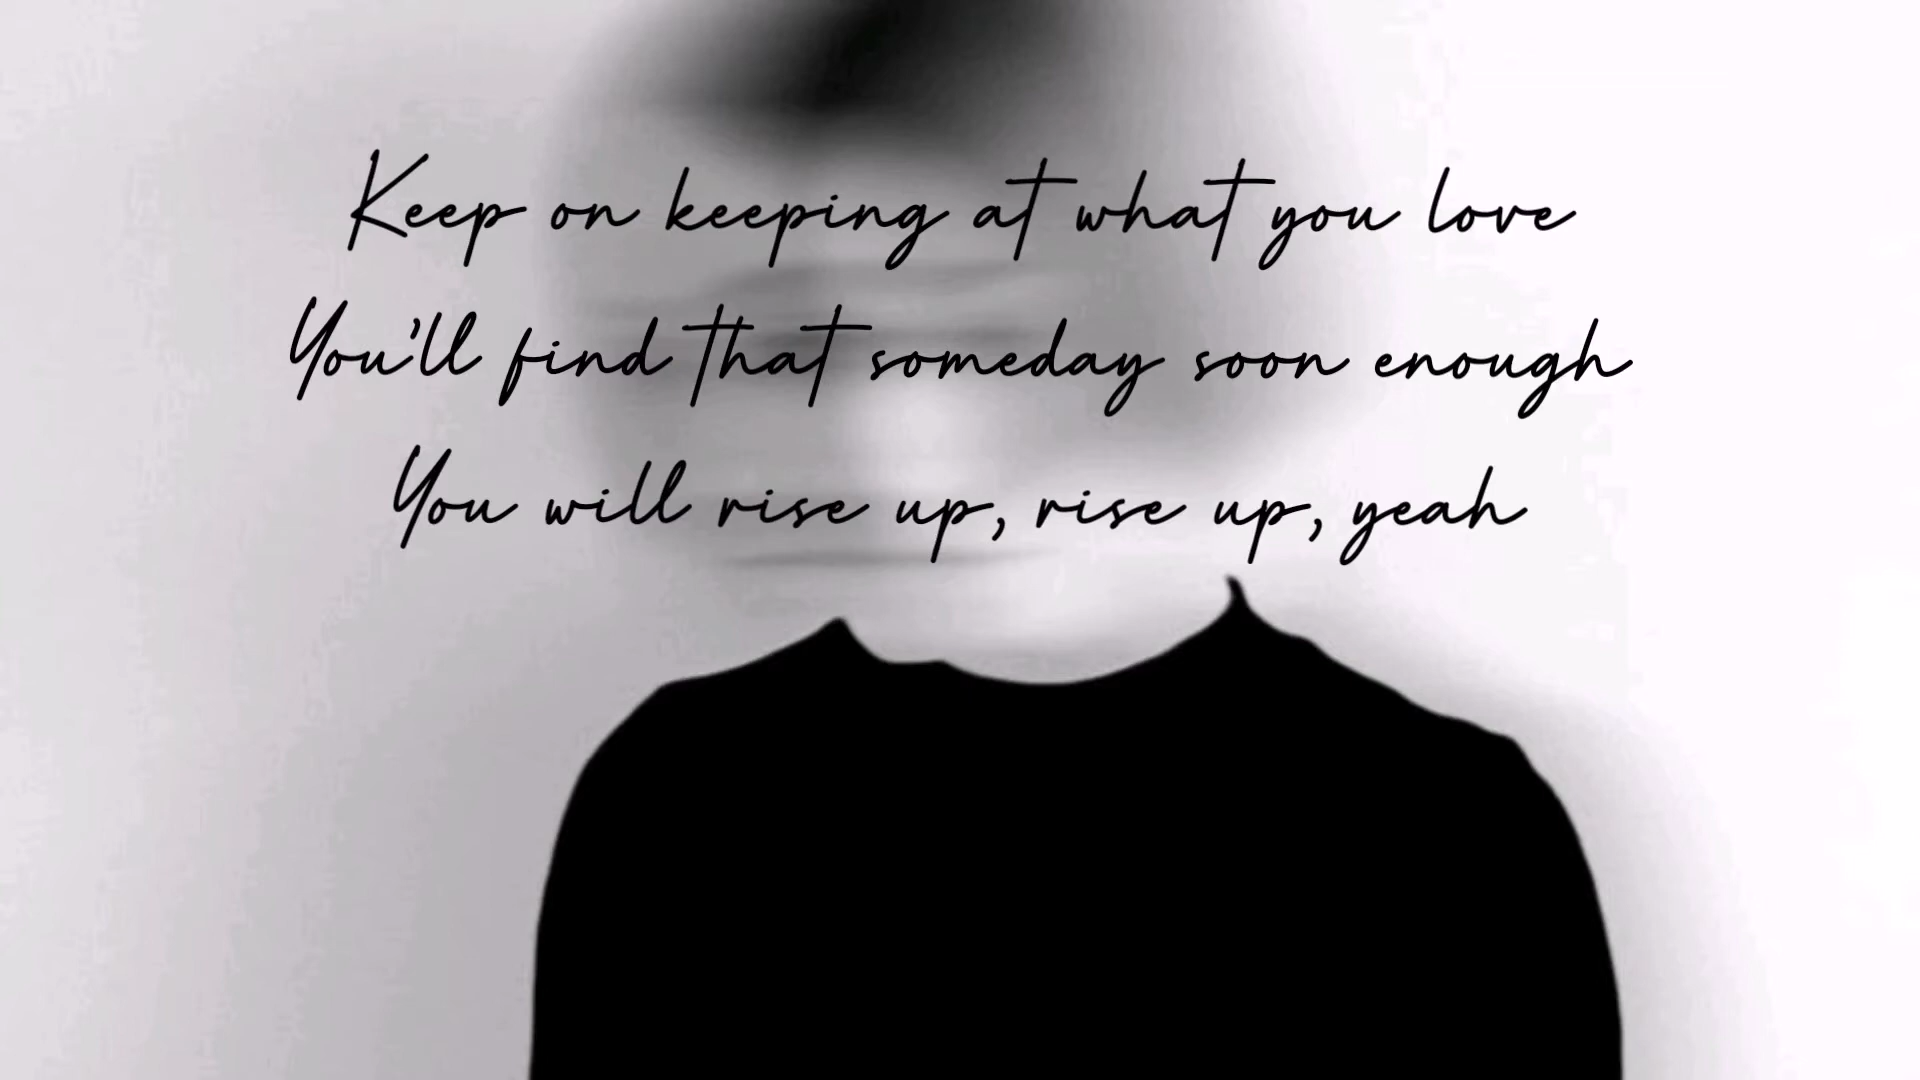 Keep on keeping at what you love
You'll find that someday soon enough
You will rise up, rise up, yeah